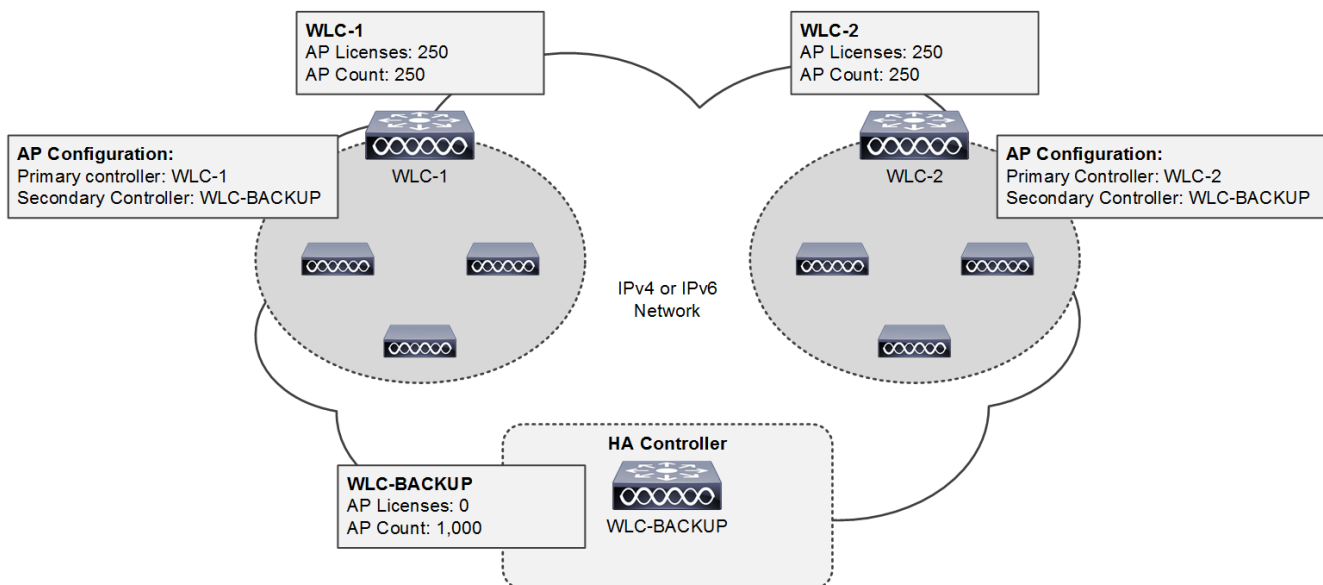 WLC-1
AP Licenses: 250
AP Count: 250
WLC-2
AP Licenses: 250
AP Count: 250
AP Configuration:
Primary controller: WLC-1
Secondary Controller: WLC-BACKUP
WLC-1
WLC-2
AP Configuration:
Primary Controller: WLC-2
Secondary Controller: WLC-BACKUP
IPv4 or IPv6
Network
HA Controller
WLC-BACKUP
AP Licenses: 0
AP Count: 1,000
WLC-BACKUP